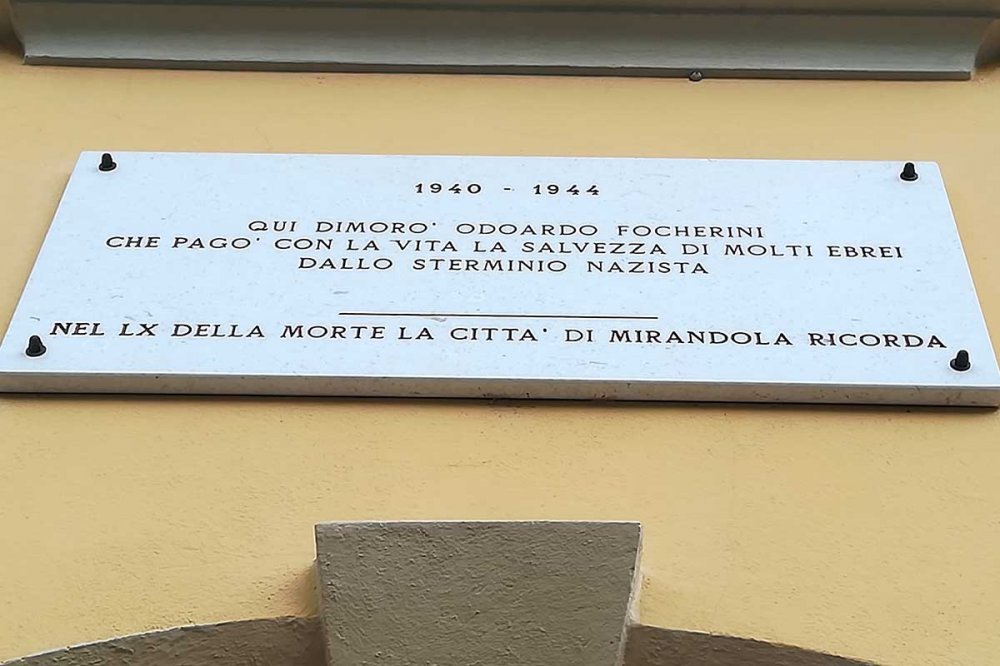 1940 - 1944
QUI DIMORO' ODOARDO FOCHERINI
CHE PAGO' CON LA VITA LA SALVEZZA DI MOLTI EBREI
DALLO STERMINIO NAZISTA
NEL LX DELLA MORTE LA CITTA' DI MIRANDOLA RICORDA